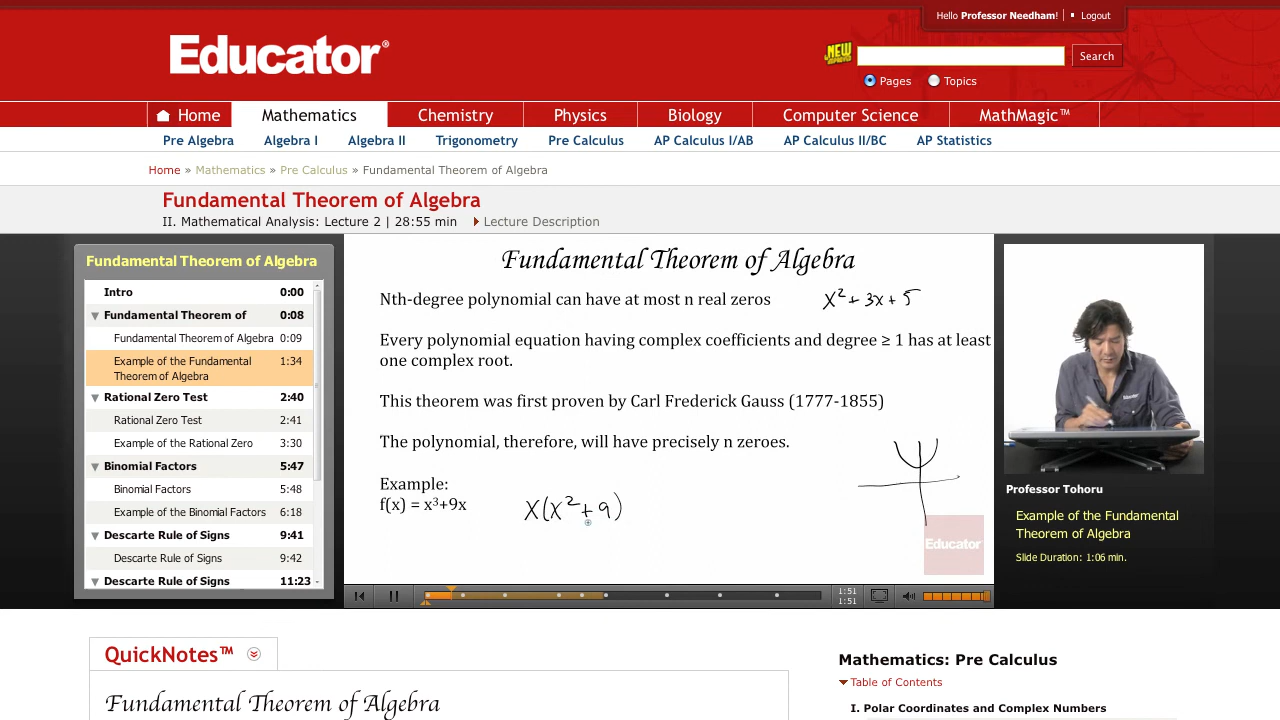 Hello Professor Needham! | ▪ Logout
Educator®
NEW
Search
Pages Topics
Home Mathematics Chemistry Physics Biology Computer Science MathMagic™
Pre Algebra Algebra I Algebra II Trigonometry Pre Calculus AP Calculus I/AB AP Calculus II/BC AP Statistics
Home » Mathematics » Pre Calculus » Fundamental Theorem of Algebra
Fundamental Theorem of Algebra
II. Mathematical Analysis: Lecture 2 | 28:55 min Lecture Description
Fundamental Theorem of Algebra
Intro 0:00
Fundamental Theorem of 0:08
Fundamental Theorem of Algebra 0:09
Example of the Fundamental 1:34
Theorem of Algebra
Rational Zero Test 2:40
Rational Zero Test 2:41
Example of the Rational Zero 3:30
Binomial Factors 5:47
Binomial Factors 5:48
Example of the Binomial Factors 6:18
Descarte Rule of Signs 9:41
Descarte Rule of Signs 9:42
Descarte Rule of Signs 11:23
Fundamental Theorem of Algebra
Nth-degree polynomial can have at most n real zeros x² + 3x + 5
Every polynomial equation having complex coefficients and degree ≥ 1 has at least
one complex root.
This theorem was first proven by Carl Frederick Gauss (1777-1855)
The polynomial, therefore, will have precisely n zeroes.
Example:
f(x) = x³+9x x(x²+9)
Educator
1:51
1:51
Educator
Professor Tohoru
Example of the Fundamental
Theorem of Algebra
Slide Duration: 1:06 min.
QuickNotes™
Fundamental Theorem of Algebra
Mathematics: Pre Calculus
Table of Contents
I. Polar Coordinates and Complex Numbers